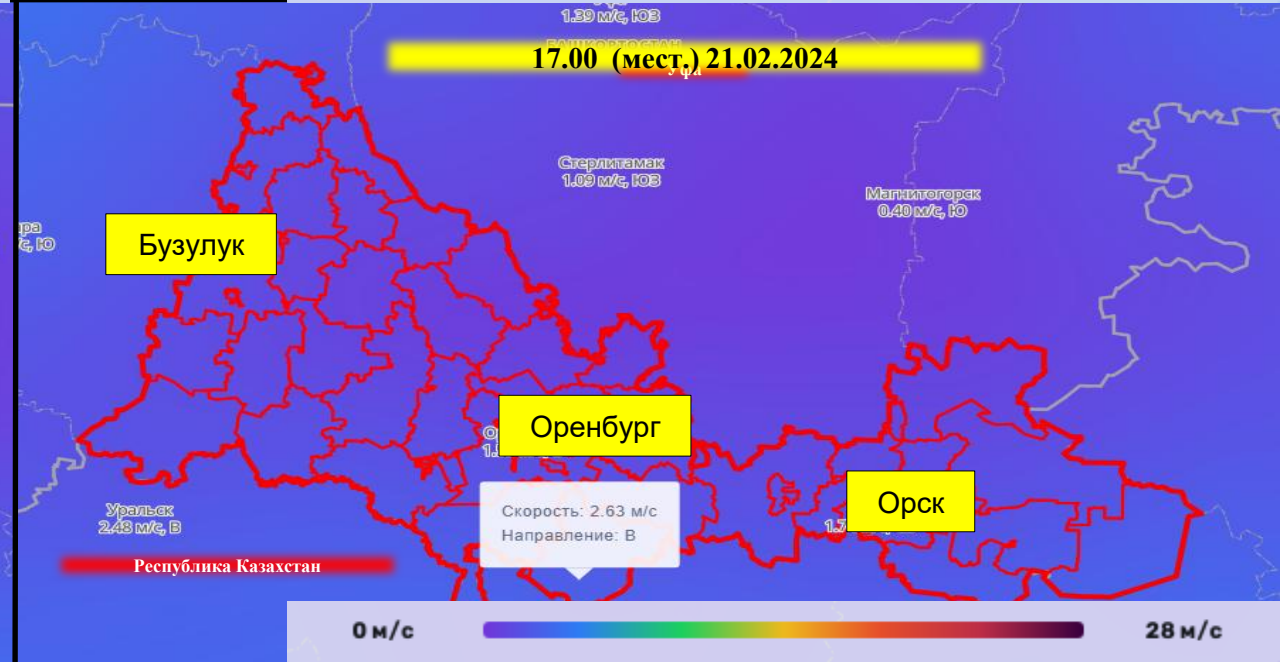 1.39 м/с, ЮЗ
БАШКОРТОСТАН
17.00 (мест.) 21.02.2024
Уфа
Стерлитамак
1.09 м/с, ЮЗ
Магнитогорск
0.40 м/с, Ю
Бузулук
Оренбург
Орск
Скорость: 2.63 м/с
Направление: В
Уральск
2.48 м/с, В
Республика Казахстан
0 м/с
28 м/с